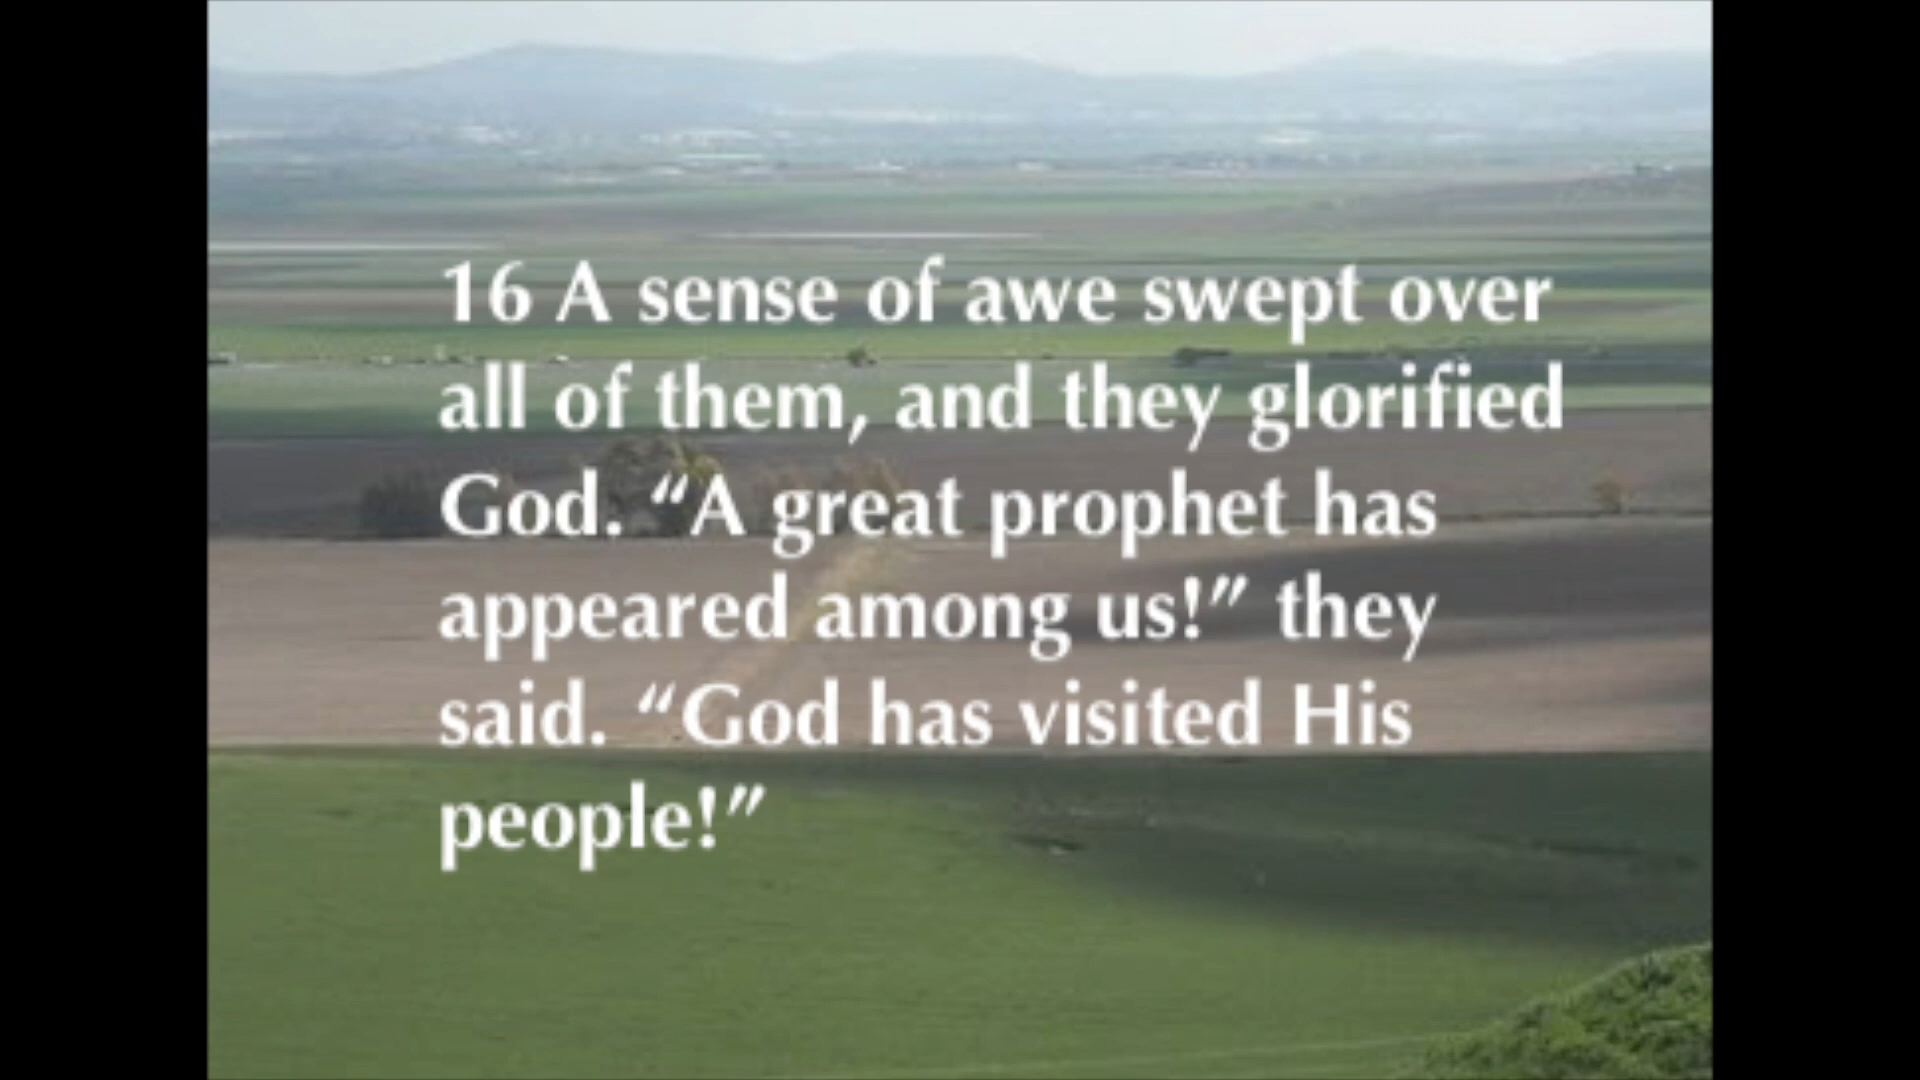 16 A sense of awe swept over
all of them, and they glorified
God. “A great prophet has
appeared among us!” they
said. “God has visited His
people!”